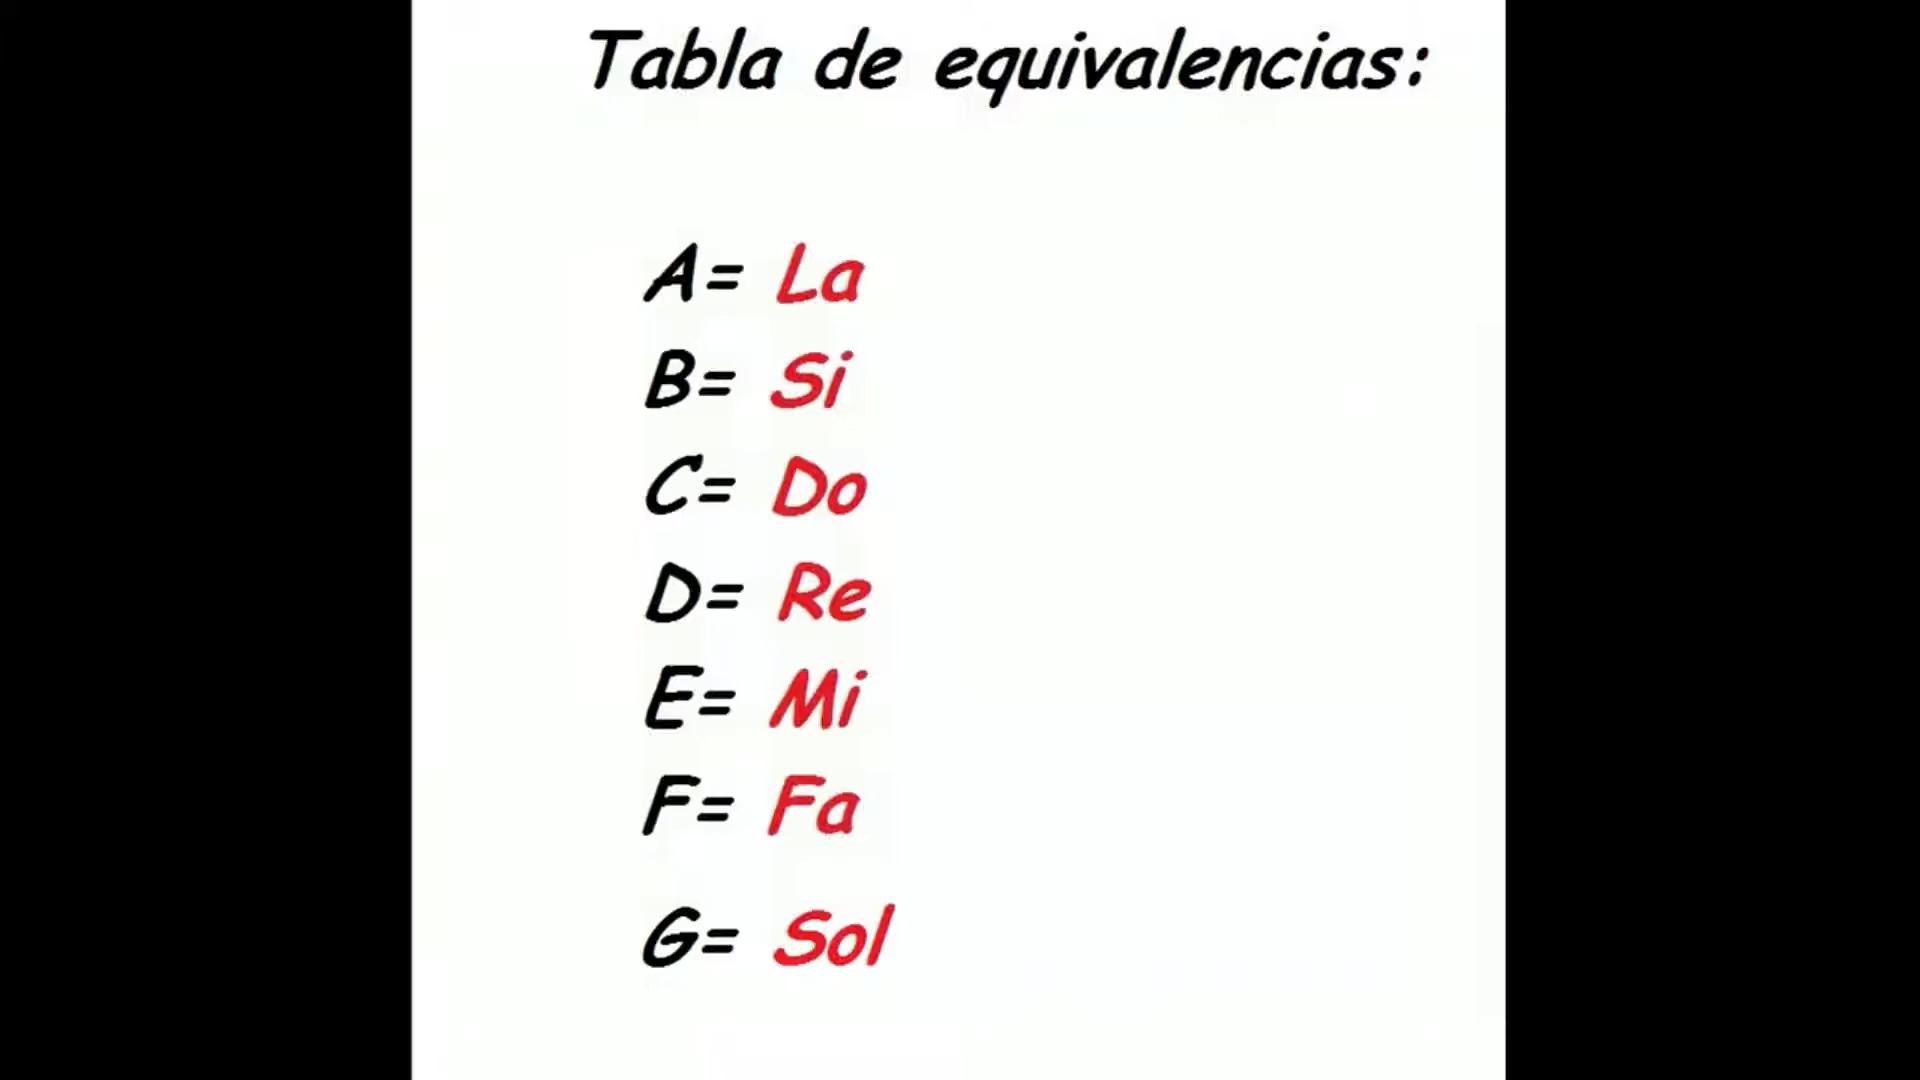 Tabla de equivalencias:
A= La
B= Si
C= Do
D= Re
E= Mi
F= Fa
G= Sol